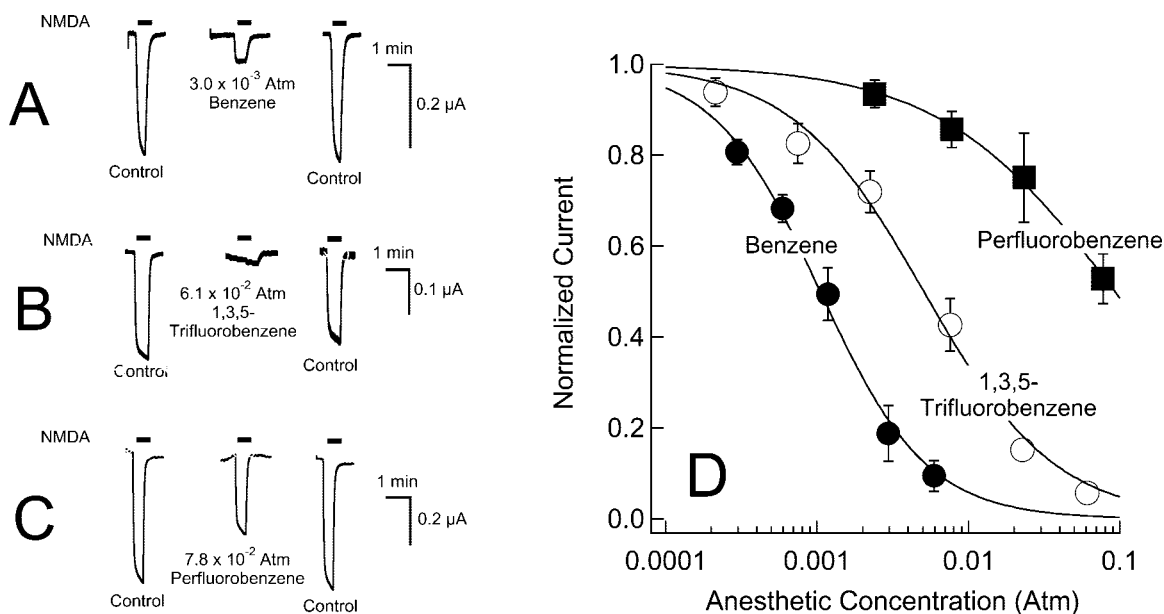 A
NMDA
3.0 x 10⁻³ Atm
Benzene
Control
Control
1 min
0.2 µA
B
NMDA
6.1 x 10⁻² Atm
1,3,5-
Trifluorobenzene
Control
Control
1 min
0.1 µA
C
NMDA
7.8 x 10⁻² Atm
Perfluorobenzene
Control
Control
1 min
0.2 µA
D
Normalized Current
1.0
0.8
0.6
0.4
0.2
0.0
Benzene
Perfluorobenzene
1,3,5-
Trifluorobenzene
0.0001
0.001
0.01
0.1
Anesthetic Concentration (Atm)